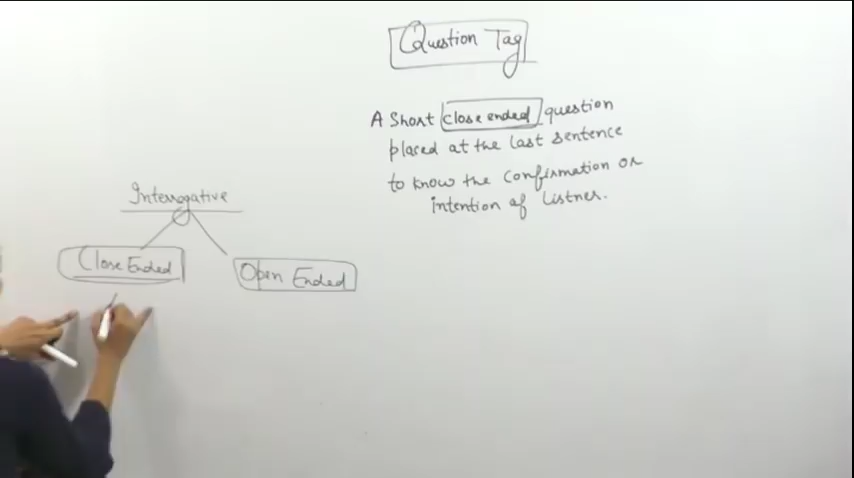 Question Tag
A Short close ended question
placed at the last sentence
to know the confirmation or
intention of Listner.
Interrogative
Close Ended
Open Ended